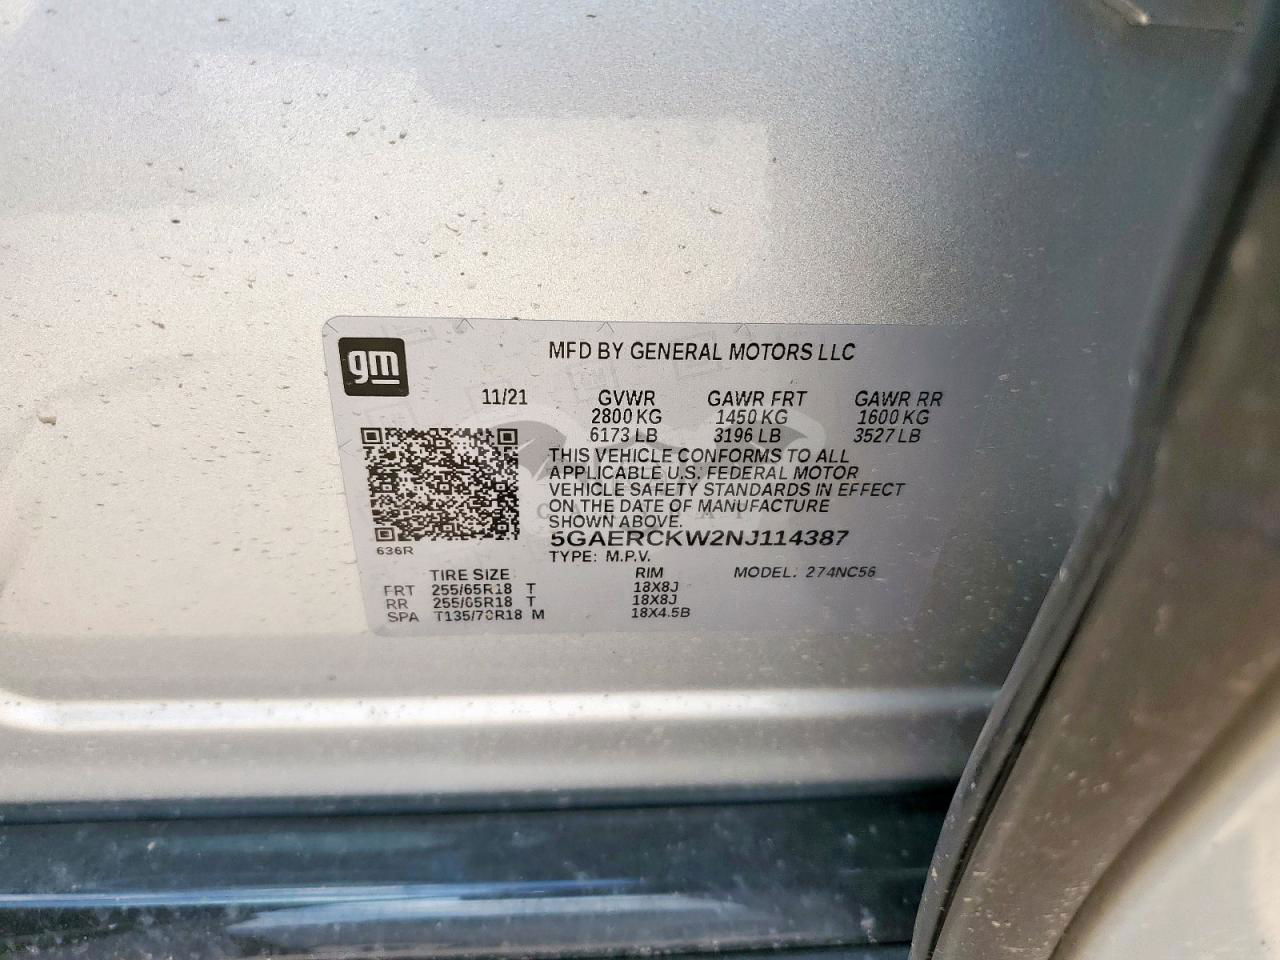 gm
MFD BY GENERAL MOTORS LLC
11/21 GVWR GAWR FRT GAWR RR
2800 KG 1450 KG 1600 KG
6173 LB 3196 LB 3527 LB
THIS VEHICLE CONFORMS TO ALL
APPLICABLE U.S. FEDERAL MOTOR
VEHICLE SAFETY STANDARDS IN EFFECT
ON THE DATE OF MANUFACTURE
SHOWN ABOVE.
5GAERCKW2NJ114387
636R
TYPE: M.P.V.
TIRE SIZE RIM MODEL: 274NC56
FRT 255/65R18 T 18X8J
RR 255/65R18 T 18X8J
SPA T135/70R18 M 18X4.5B